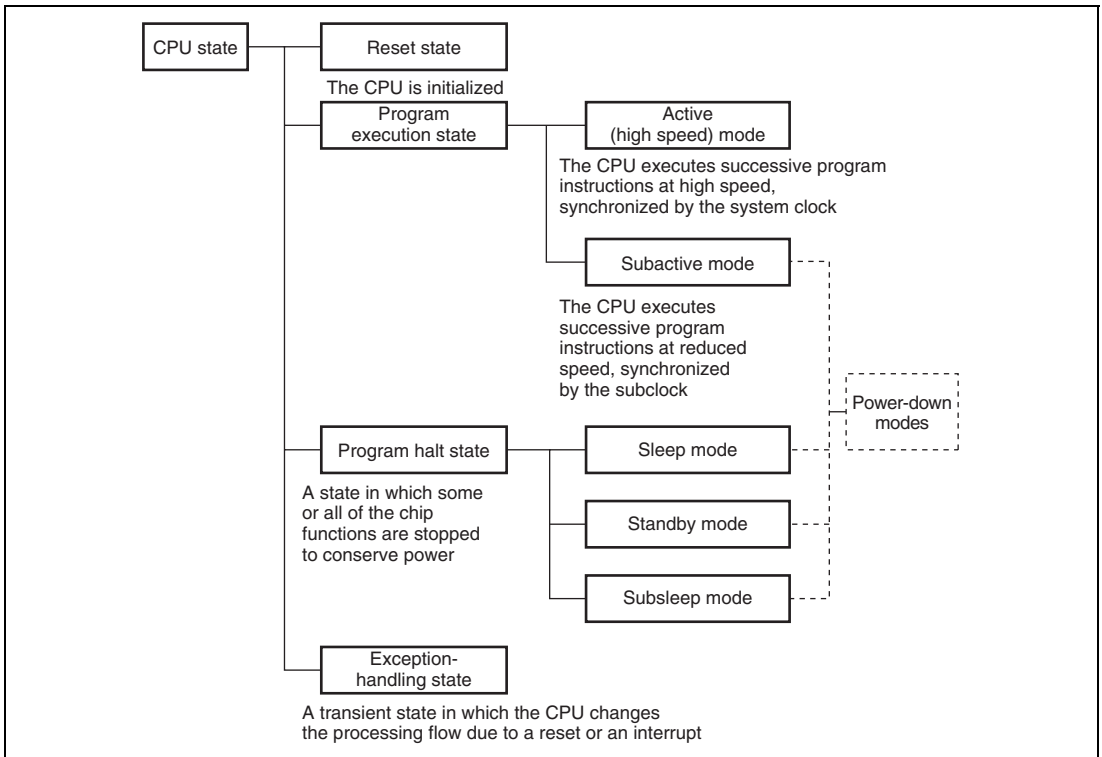 CPU state
Reset state
The CPU is initialized
Program
execution state
Active
(high speed) mode
The CPU executes successive program
instructions at high speed,
synchronized by the system clock
Subactive mode
The CPU executes
successive program
instructions at reduced
speed, synchronized
by the subclock
Power-down
modes
Program halt state
A state in which some
or all of the chip
functions are stopped
to conserve power
Sleep mode
Standby mode
Subsleep mode
Exception-
handling state
A transient state in which the CPU changes
the processing flow due to a reset or an interrupt